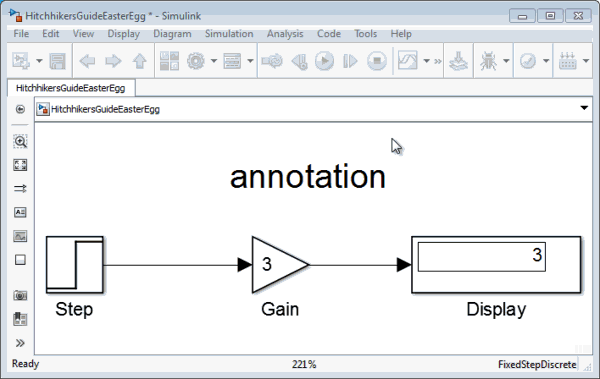 HitchhikersGuideEasterEgg * - Simulink
File Edit View Display Diagram Simulation Analysis Code Tools Help
HitchhikersGuideEasterEgg
HitchhikersGuideEasterEgg
annotation
3 3
Step Gain Display
Ready 221% FixedStepDiscrete